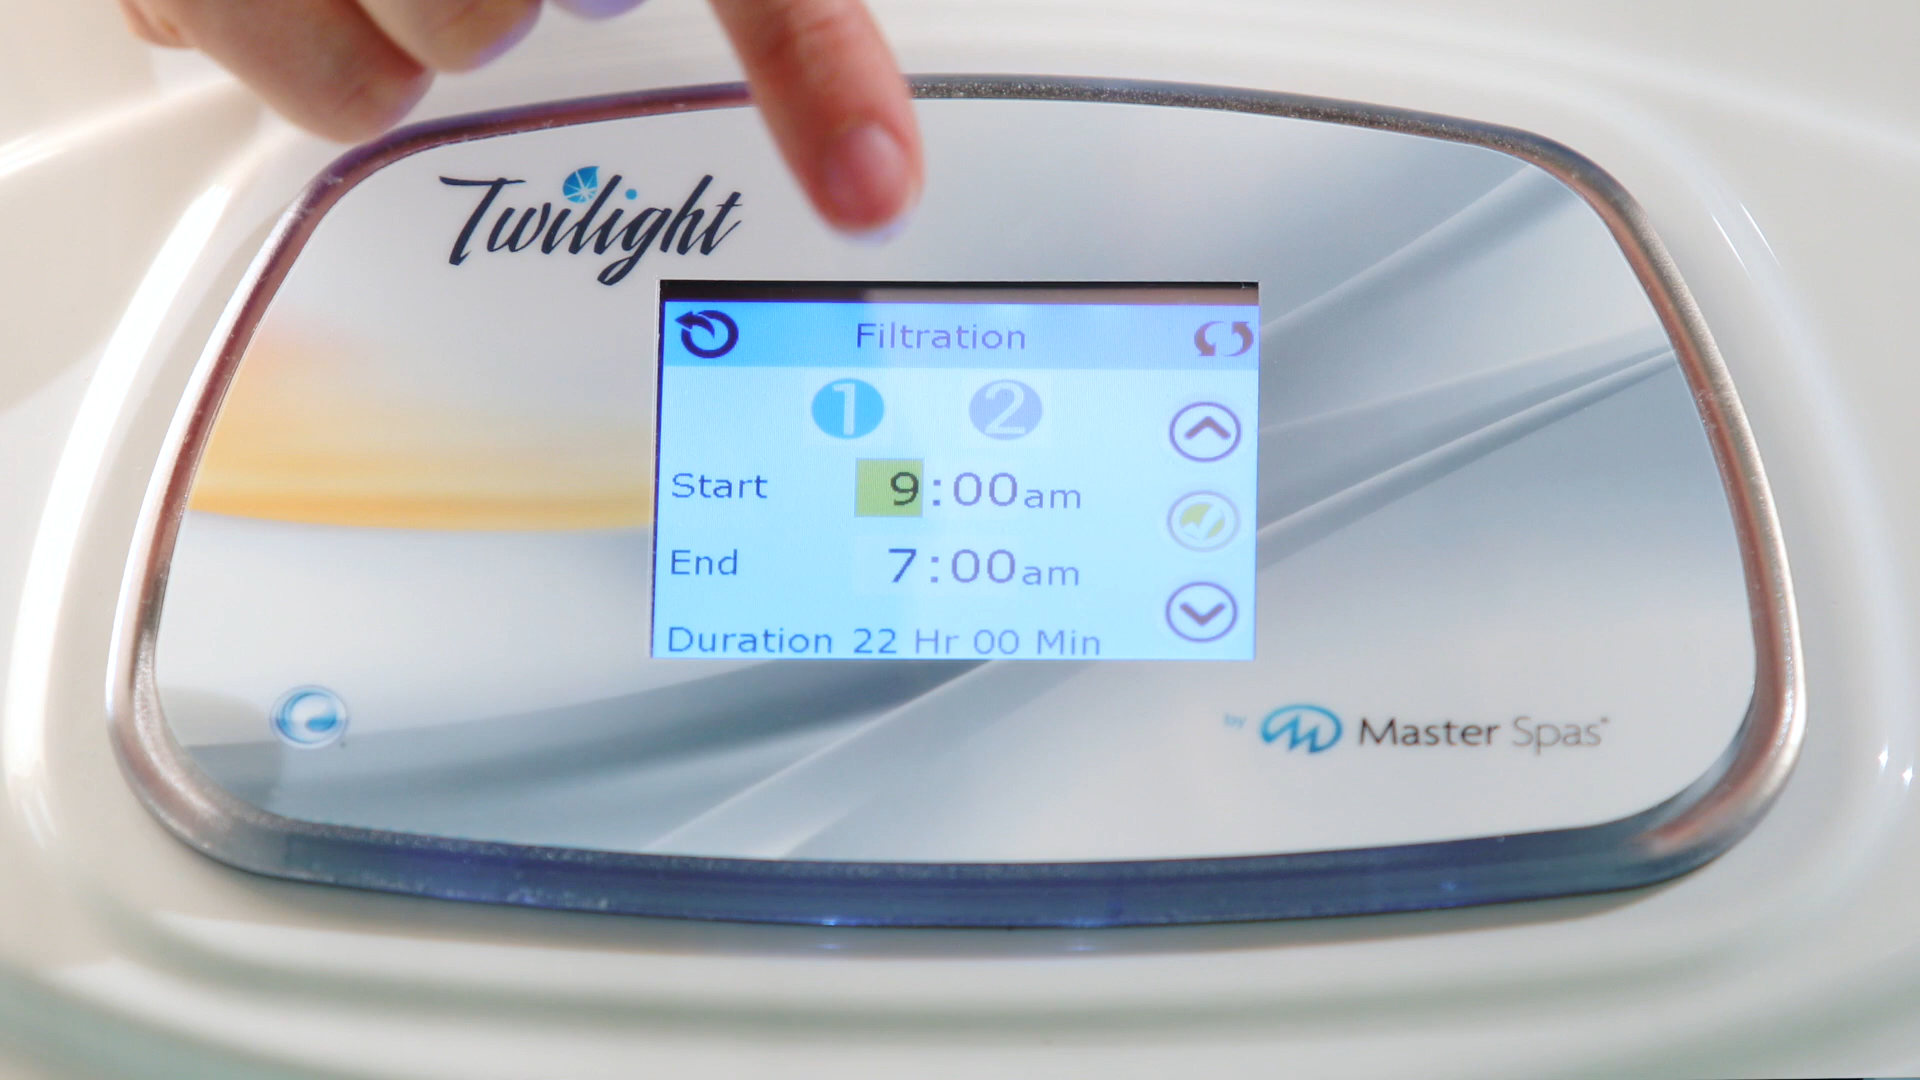 Twilight
Filtration
1 2
Start 9:00am
End 7:00am
Duration 22 Hr 00 Min
by Master Spas